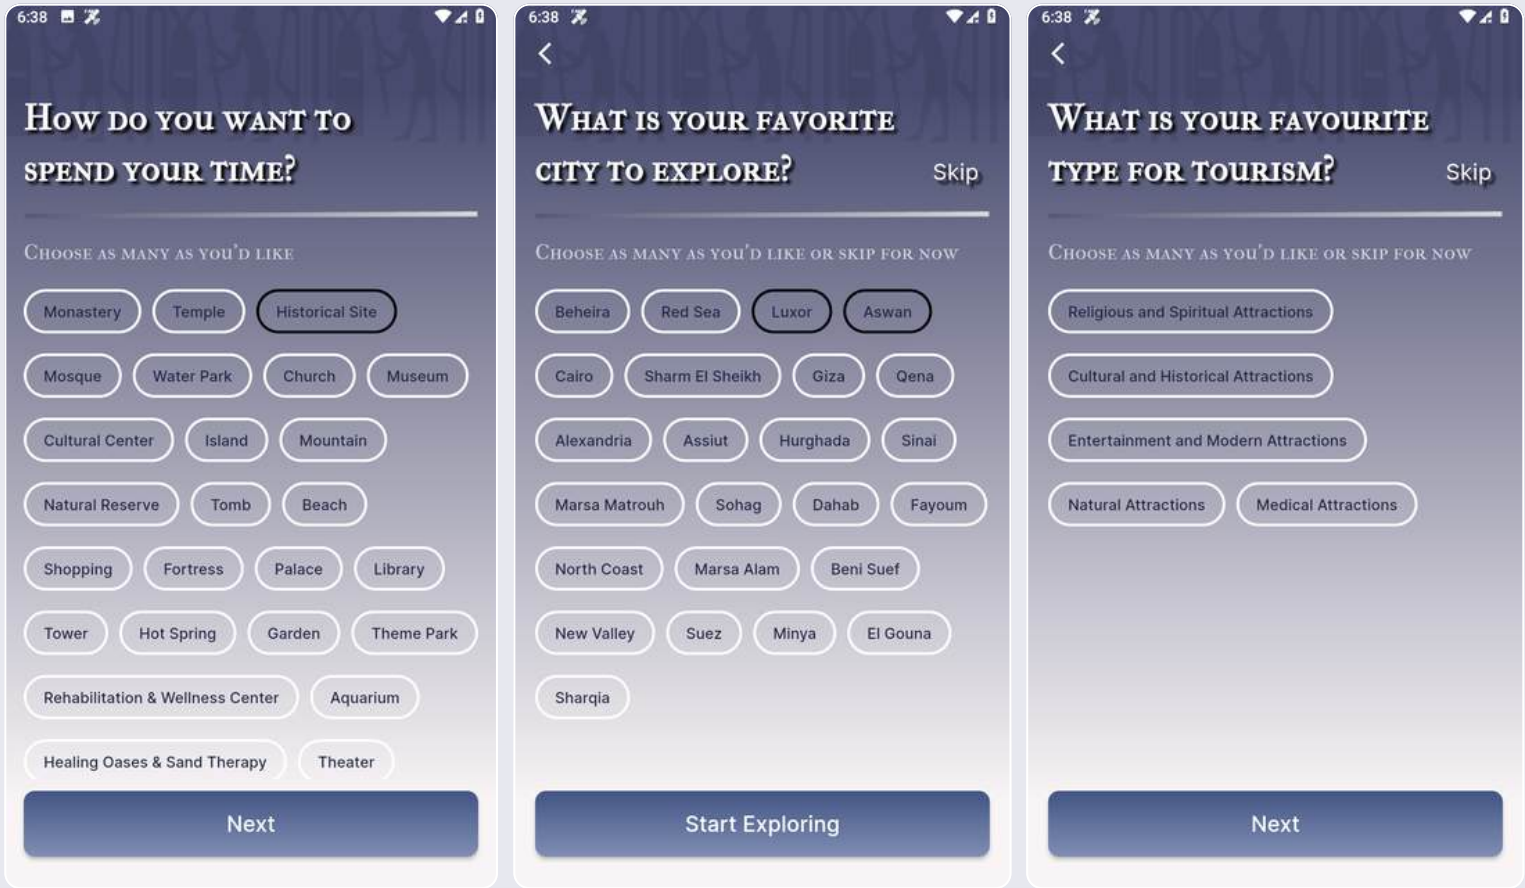 6:38
How do you want to
spend your time?
Choose as many as you'd like
Monastery Temple Historical Site
Mosque Water Park Church Museum
Cultural Center Island Mountain
Natural Reserve Tomb Beach
Shopping Fortress Palace Library
Tower Hot Spring Garden Theme Park
Rehabilitation & Wellness Center Aquarium
Healing Oases & Sand Therapy Theater
Next
6:38
What is your favorite
city to explore?
Skip
Choose as many as you'd like or skip for now
Beheira Red Sea Luxor Aswan
Cairo Sharm El Sheikh Giza Qena
Alexandria Assiut Hurghada Sinai
Marsa Matrouh Sohag Dahab Fayoum
North Coast Marsa Alam Beni Suef
New Valley Suez Minya El Gouna
Sharqia
Start Exploring
6:38
What is your favourite
type for tourism?
Skip
Choose as many as you'd like or skip for now
Religious and Spiritual Attractions
Cultural and Historical Attractions
Entertainment and Modern Attractions
Natural Attractions Medical Attractions
Next